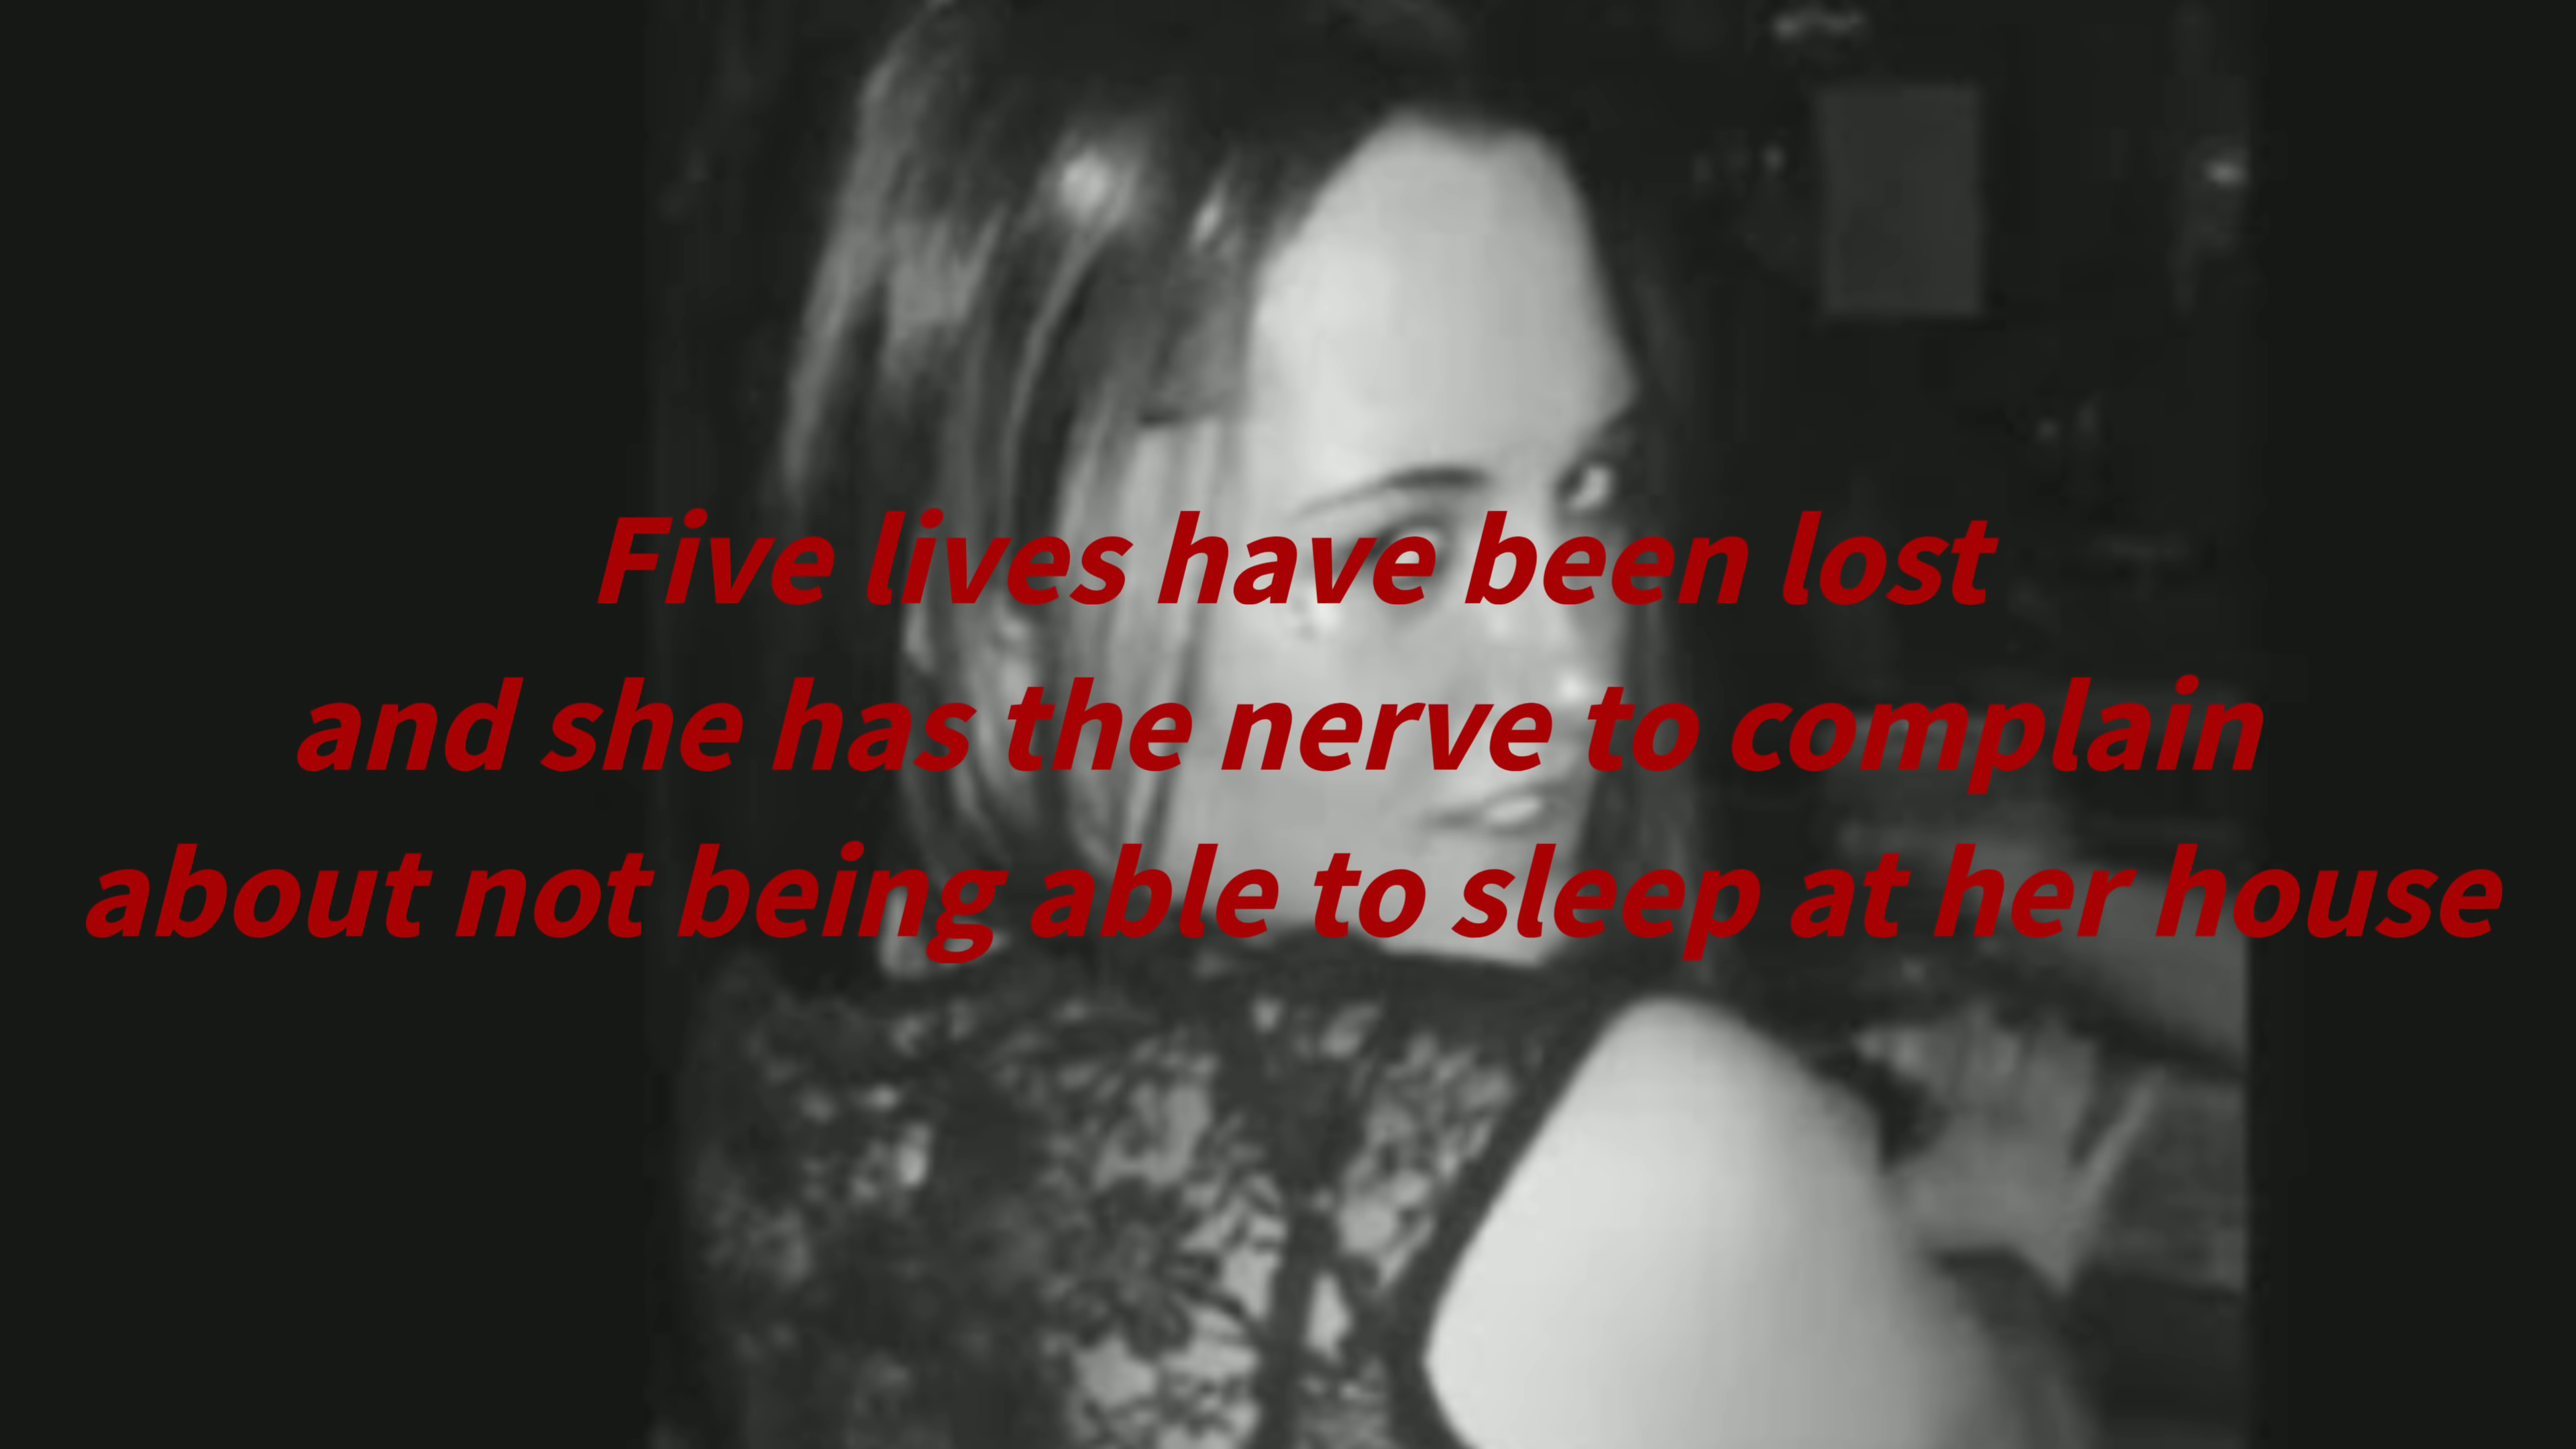 Five lives have been lost
and she has the nerve to complain
about not being able to sleep at her house